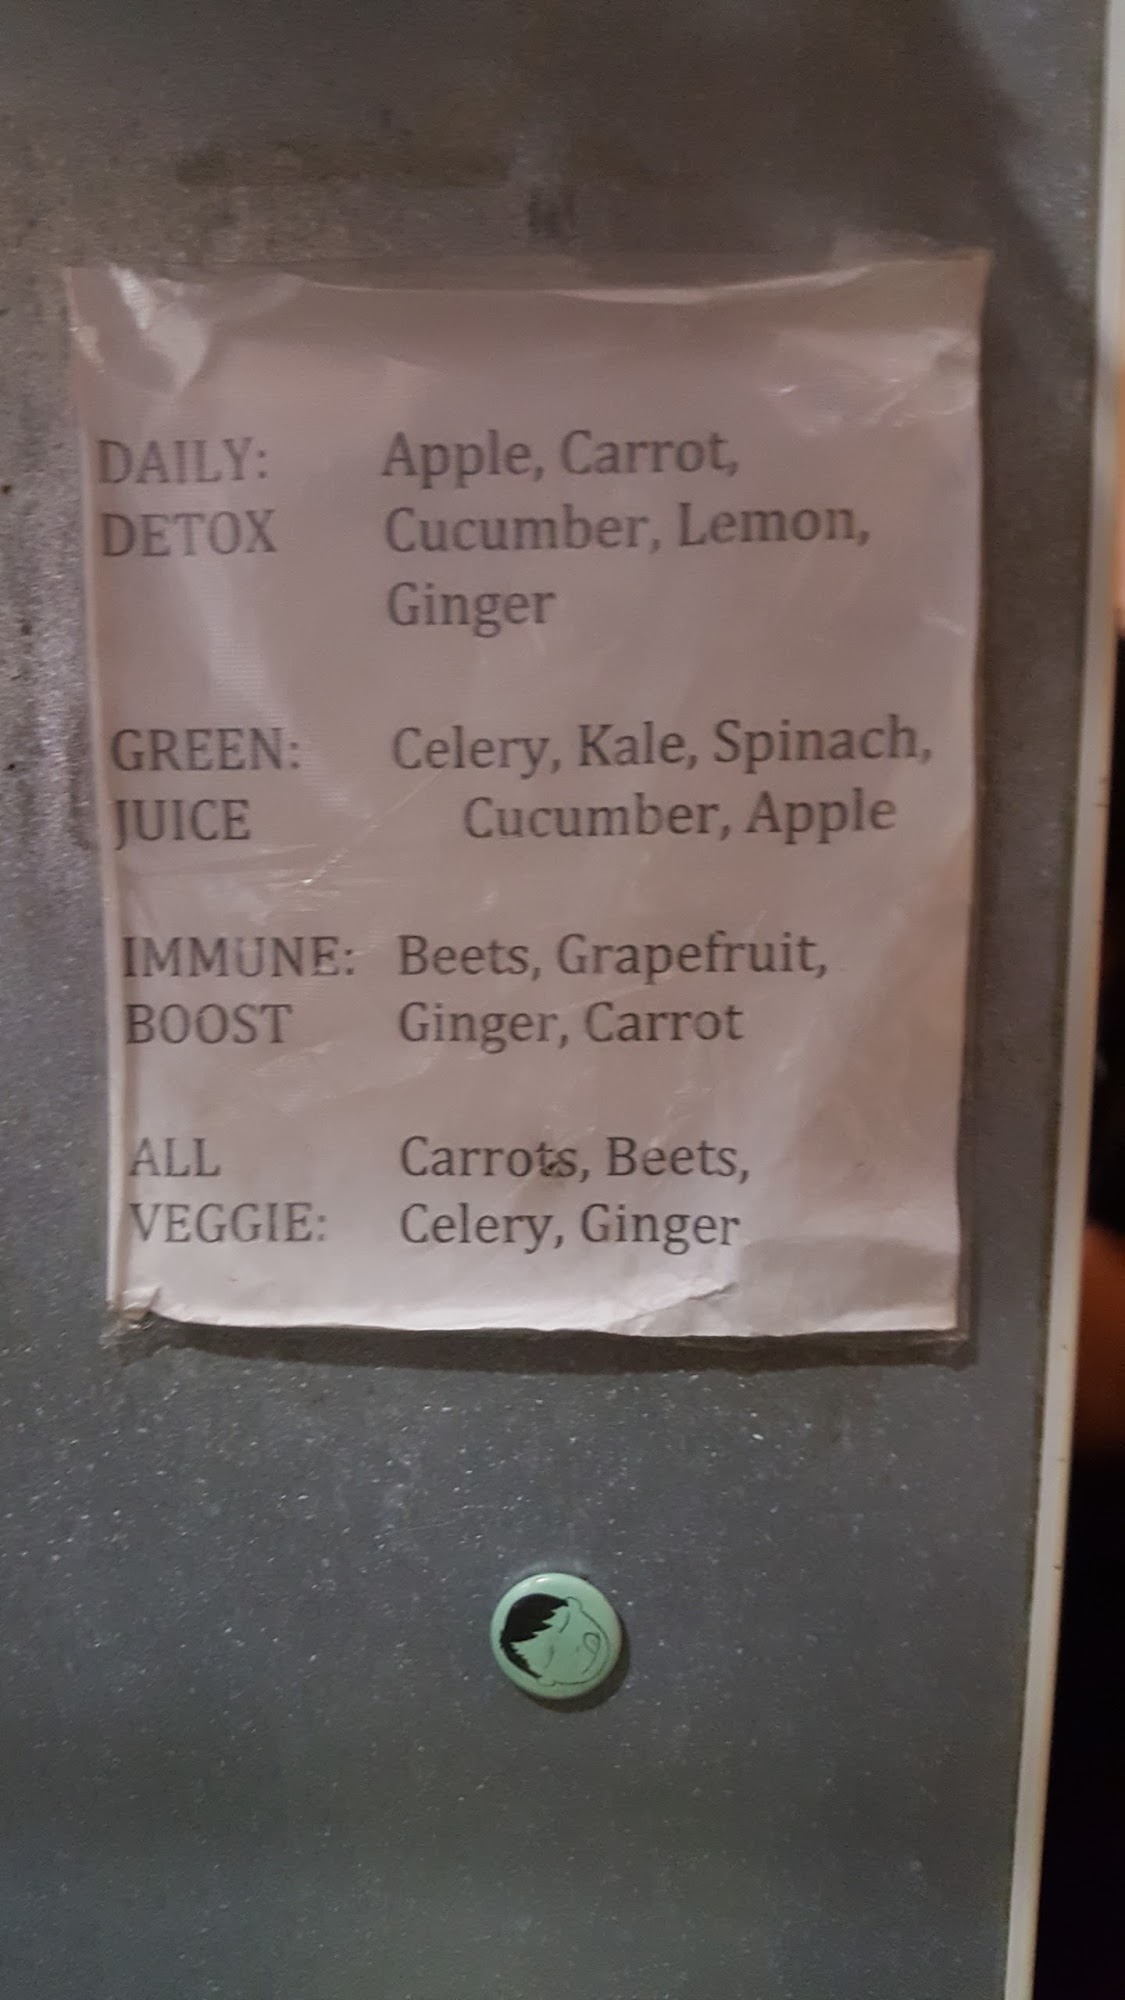 DAILY: Apple, Carrot,
DETOX Cucumber, Lemon,
Ginger
GREEN: Celery, Kale, Spinach,
JUICE Cucumber, Apple
IMMUNE: Beets, Grapefruit,
BOOST Ginger, Carrot
ALL Carrots, Beets,
VEGGIE: Celery, Ginger